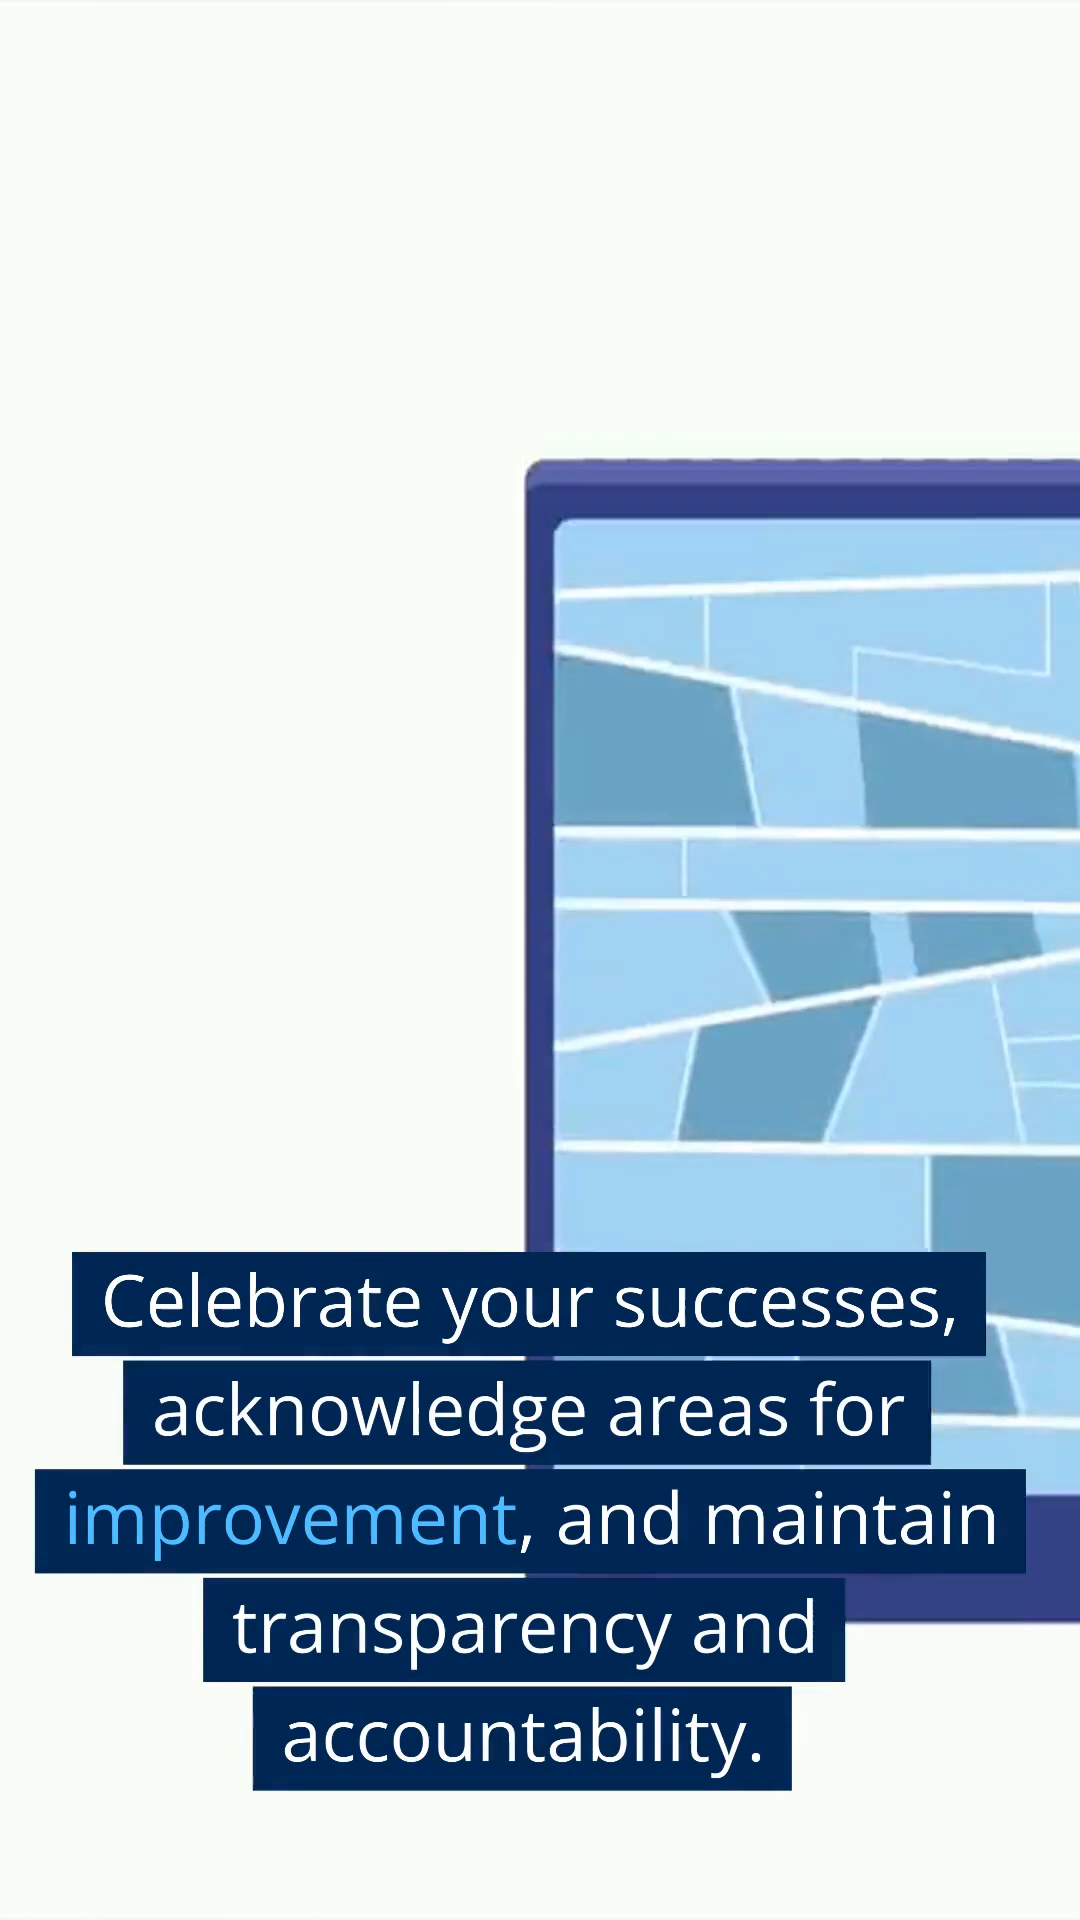 Celebrate your successes,
acknowledge areas for
improvement, and maintain
transparency and
accountability.